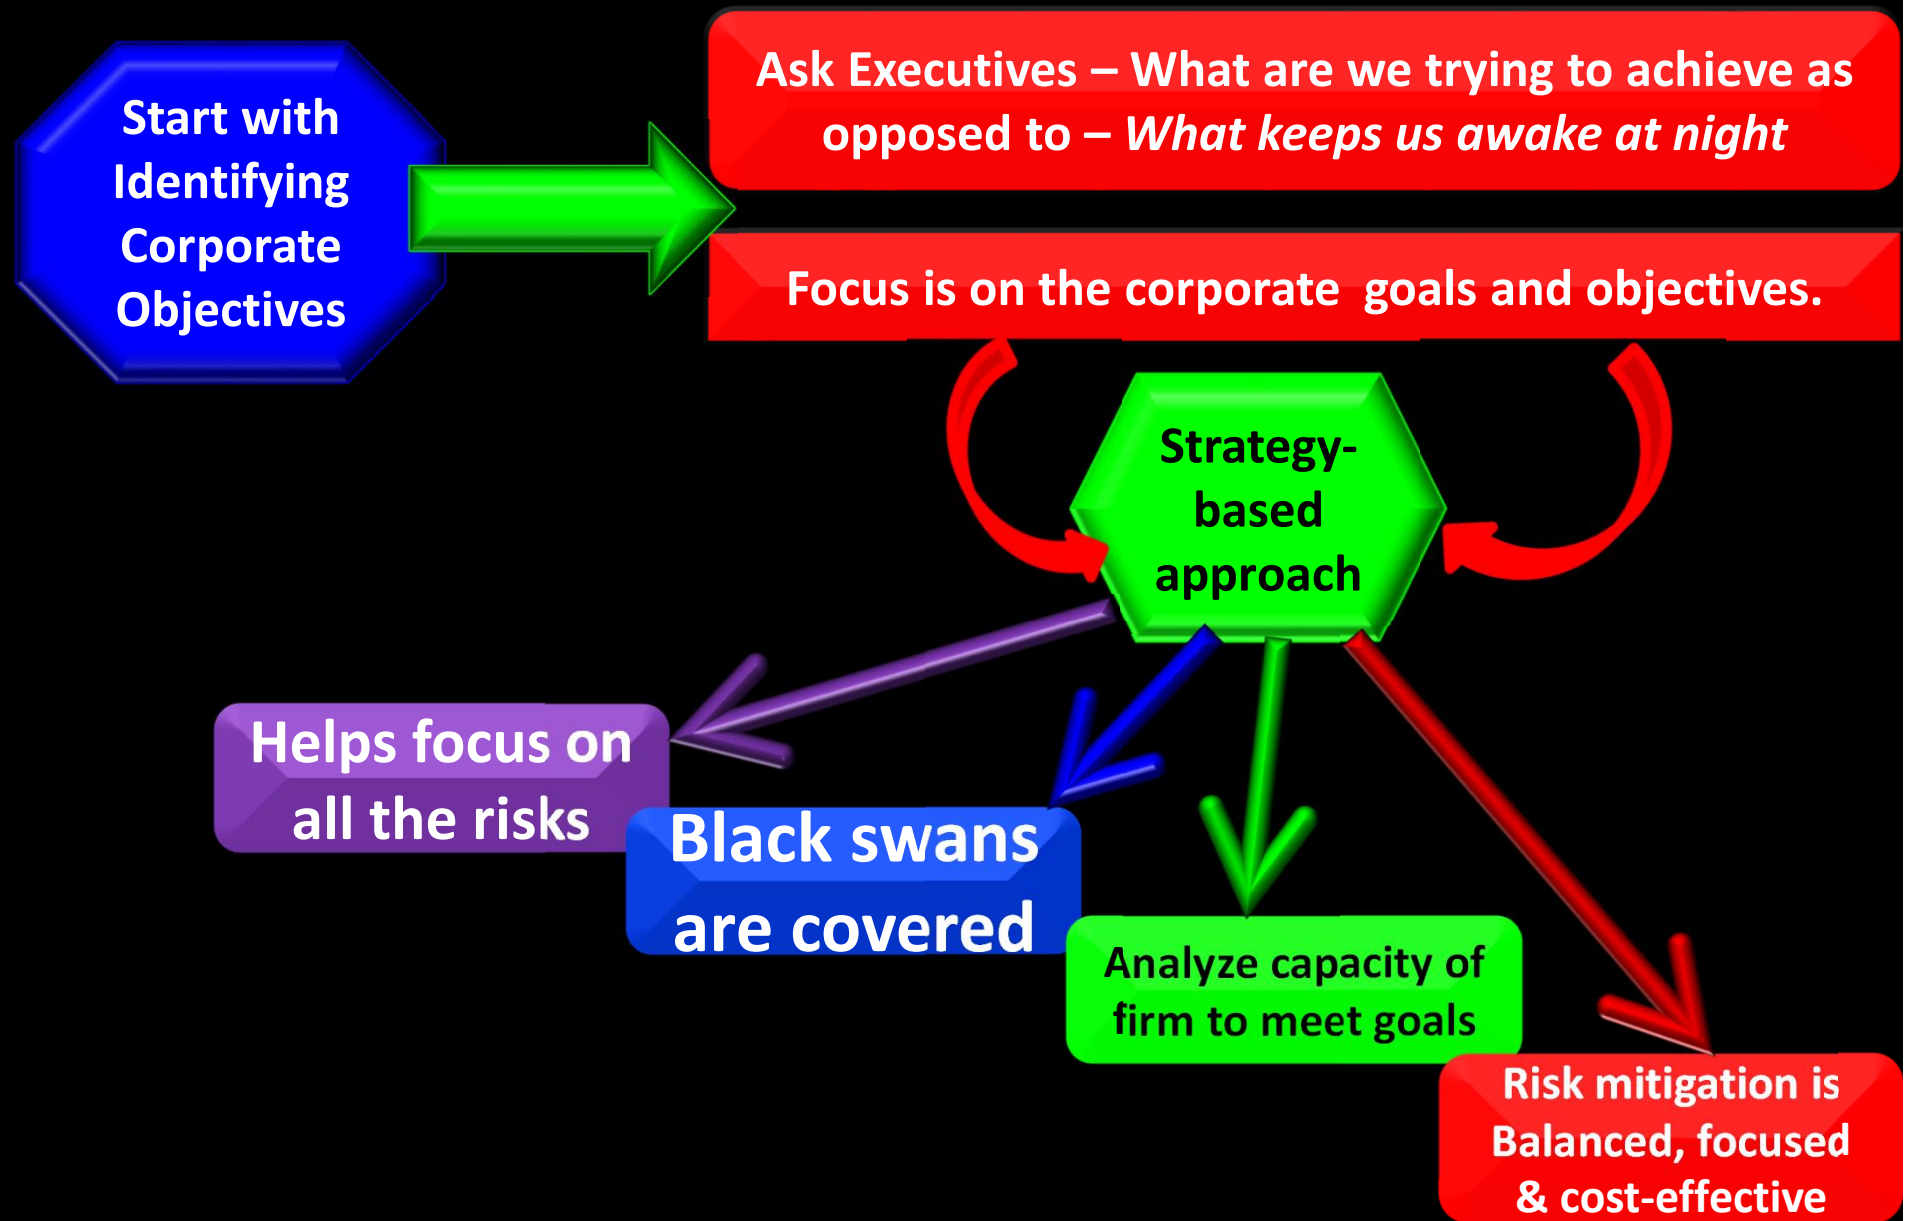 Start with
Identifying
Corporate
Objectives
Ask Executives – What are we trying to achieve as
opposed to – What keeps us awake at night
Focus is on the corporate goals and objectives.
Strategy-
based
approach
Helps focus on
all the risks
Black swans
are covered
Analyze capacity of
firm to meet goals
Risk mitigation is
Balanced, focused
& cost-effective